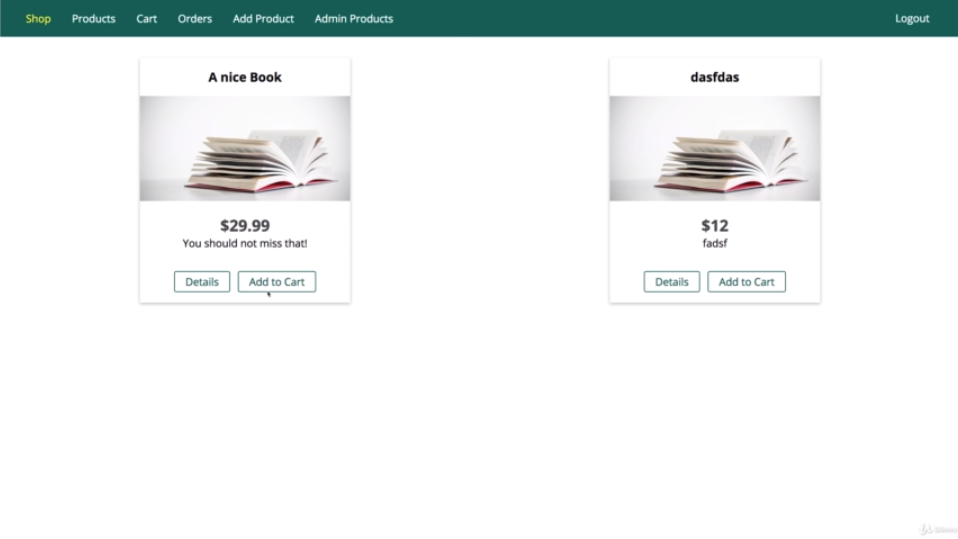 Shop Products Cart Orders Add Product Admin Products Logout
A nice Book
$29.99
You should not miss that!
Details Add to Cart
dasfdas
$12
fadsf
Details Add to Cart
Udemy